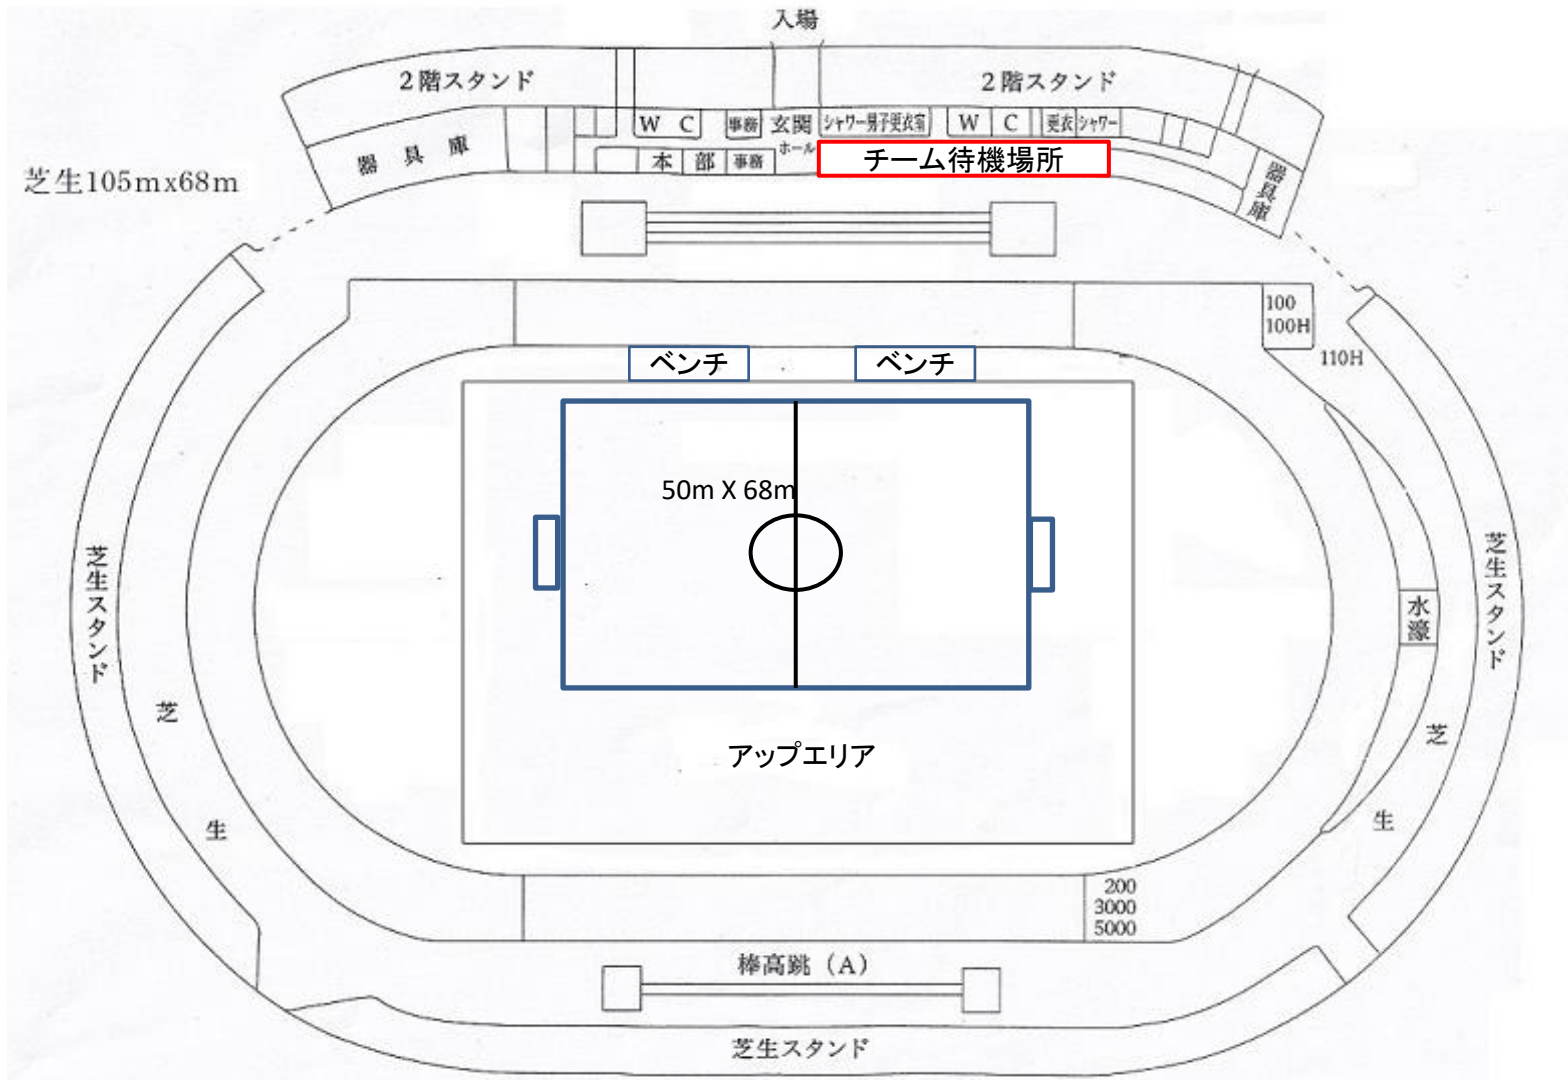 入場
２階スタンド
２階スタンド
W C
事務
玄関
シャワー男子更衣室
W C
更衣 シャワー
器具庫
本部
事務
ホール
チーム待機場所
器具庫
芝生105mx68m
100
100H
110H
ベンチ
ベンチ
50m X 68m
芝生スタンド
芝生スタンド
水濠
芝生
芝生
アップエリア
200
3000
5000
棒高跳（A）
芝生スタンド